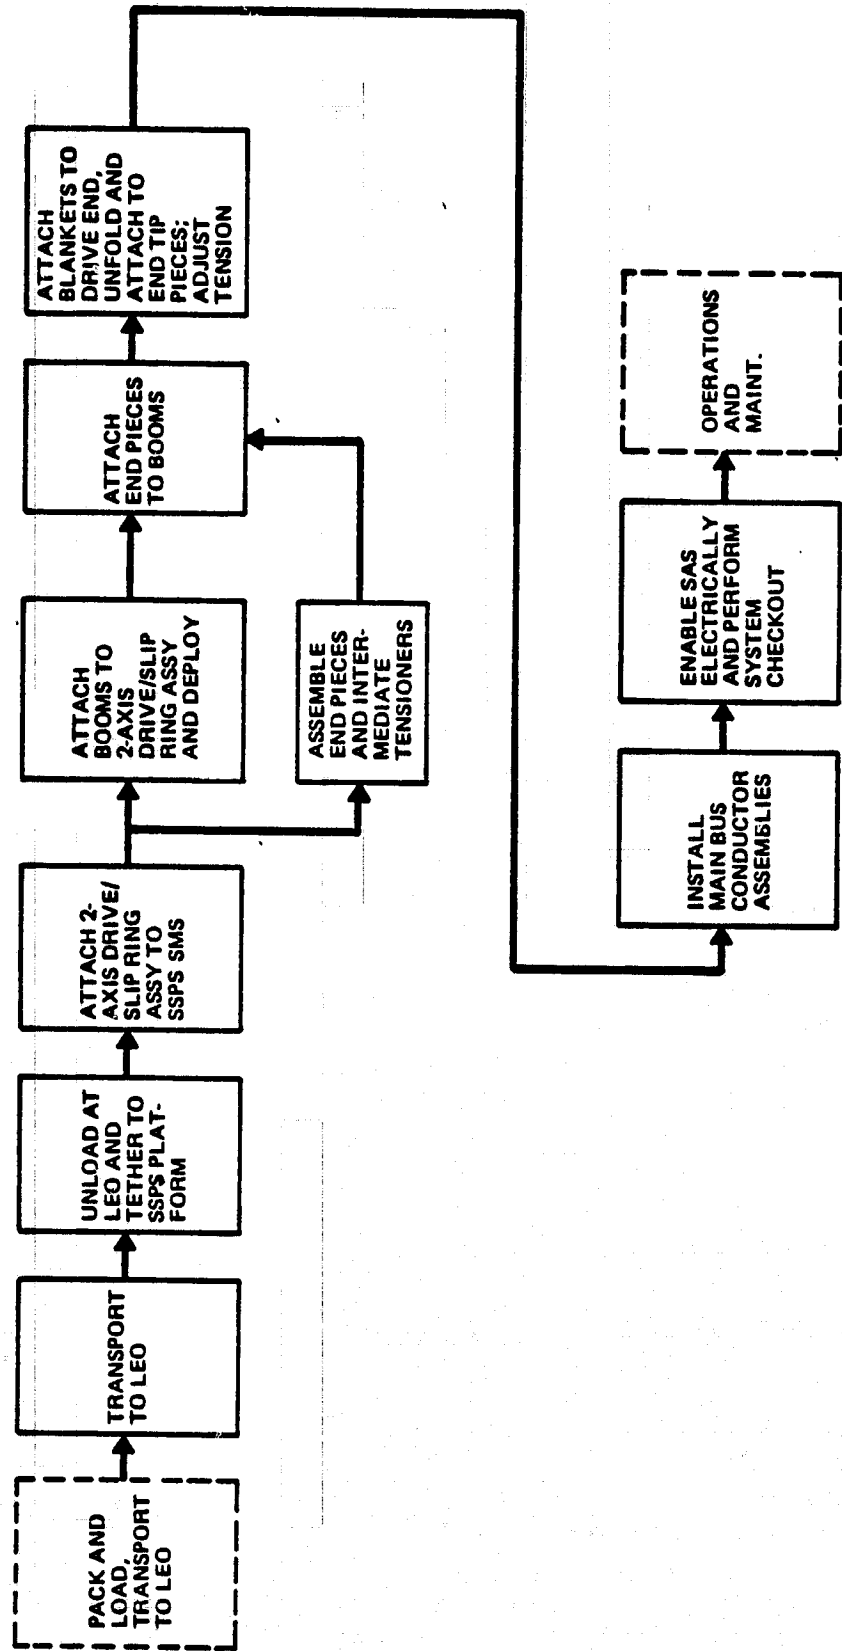 PACK AND
LOAD,
TRANSPORT
TO LEO
TRANSPORT
TO LEO
UNLOAD AT
LEO AND
TETHER TO
SSPS PLAT-
FORM
ATTACH 2-
AXIS DRIVE/
SLIP RING
ASSY TO
SSPS SMS
ATTACH
BOOMS TO
2-AXIS
DRIVE/SLIP
RING ASSY
AND DEPLOY
ASSEMBLE
END PIECES
AND INTER-
MEDIATE
TENSIONERS
ATTACH
END PIECES
TO BOOMS
ATTACH
BLANKETS TO
DRIVE END,
UNFOLD AND
ATTACH TO
END TIP
PIECES;
ADJUST
TENSION
INSTALL
MAIN BUS
CONDUCTOR
ASSEMBLIES
ENABLE SAS
ELECTRICALLY
AND PERFORM
SYSTEM
CHECKOUT
OPERATIONS
AND
MAINT.